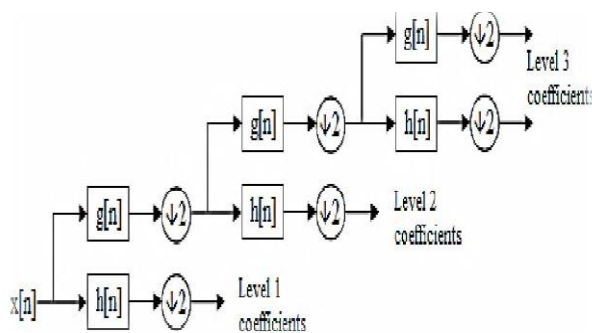 g[n] ↓2
Level 3
coefficients
g[n] ↓2 h[n] ↓2
g[n] ↓2 h[n] ↓2 Level 2
coefficients
x[n] h[n] ↓2 Level 1
coefficients